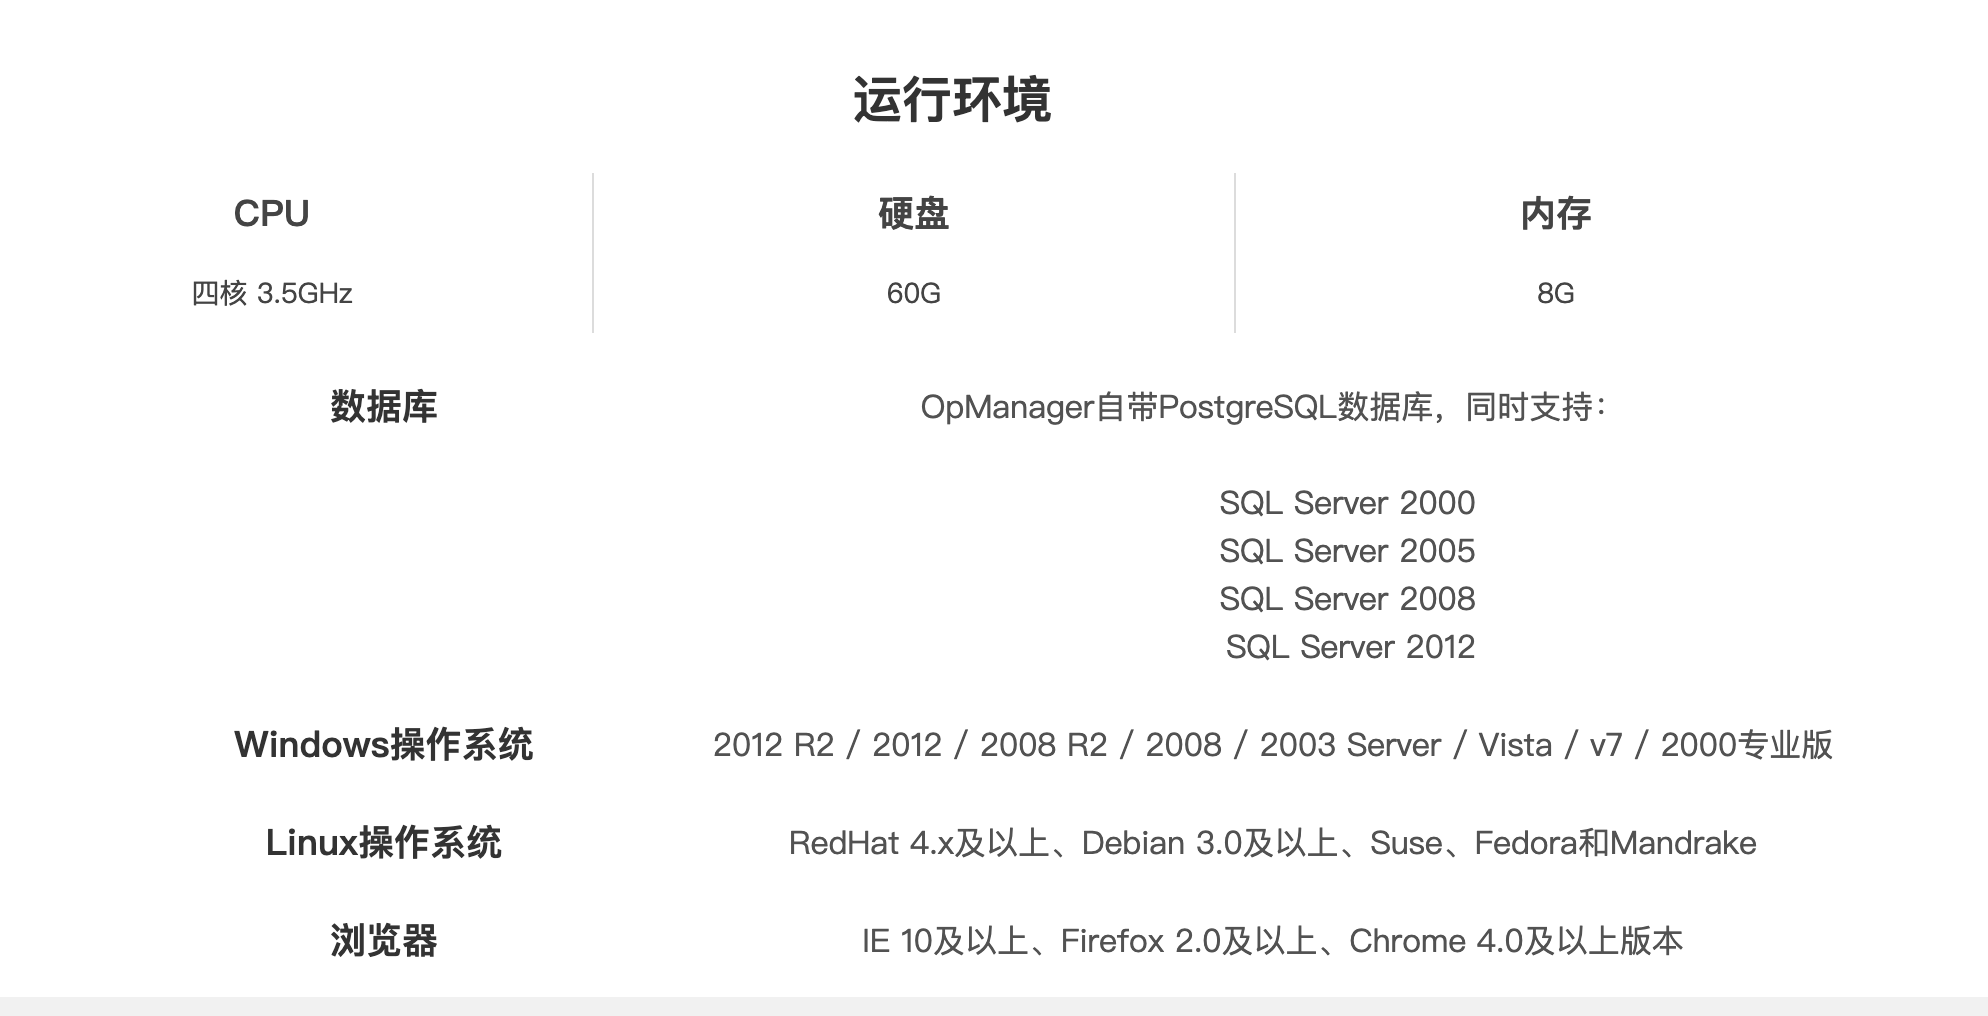 运行环境
CPU
硬盘
内存
四核 3.5GHz
60G
8G
数据库
OpManager自带PostgreSQL数据库，同时支持：
SQL Server 2000
SQL Server 2005
SQL Server 2008
SQL Server 2012
Windows操作系统
2012 R2 / 2012 / 2008 R2 / 2008 / 2003 Server / Vista / v7 / 2000专业版
Linux操作系统
RedHat 4.x及以上、Debian 3.0及以上、Suse、Fedora和Mandrake
浏览器
IE 10及以上、Firefox 2.0及以上、Chrome 4.0及以上版本